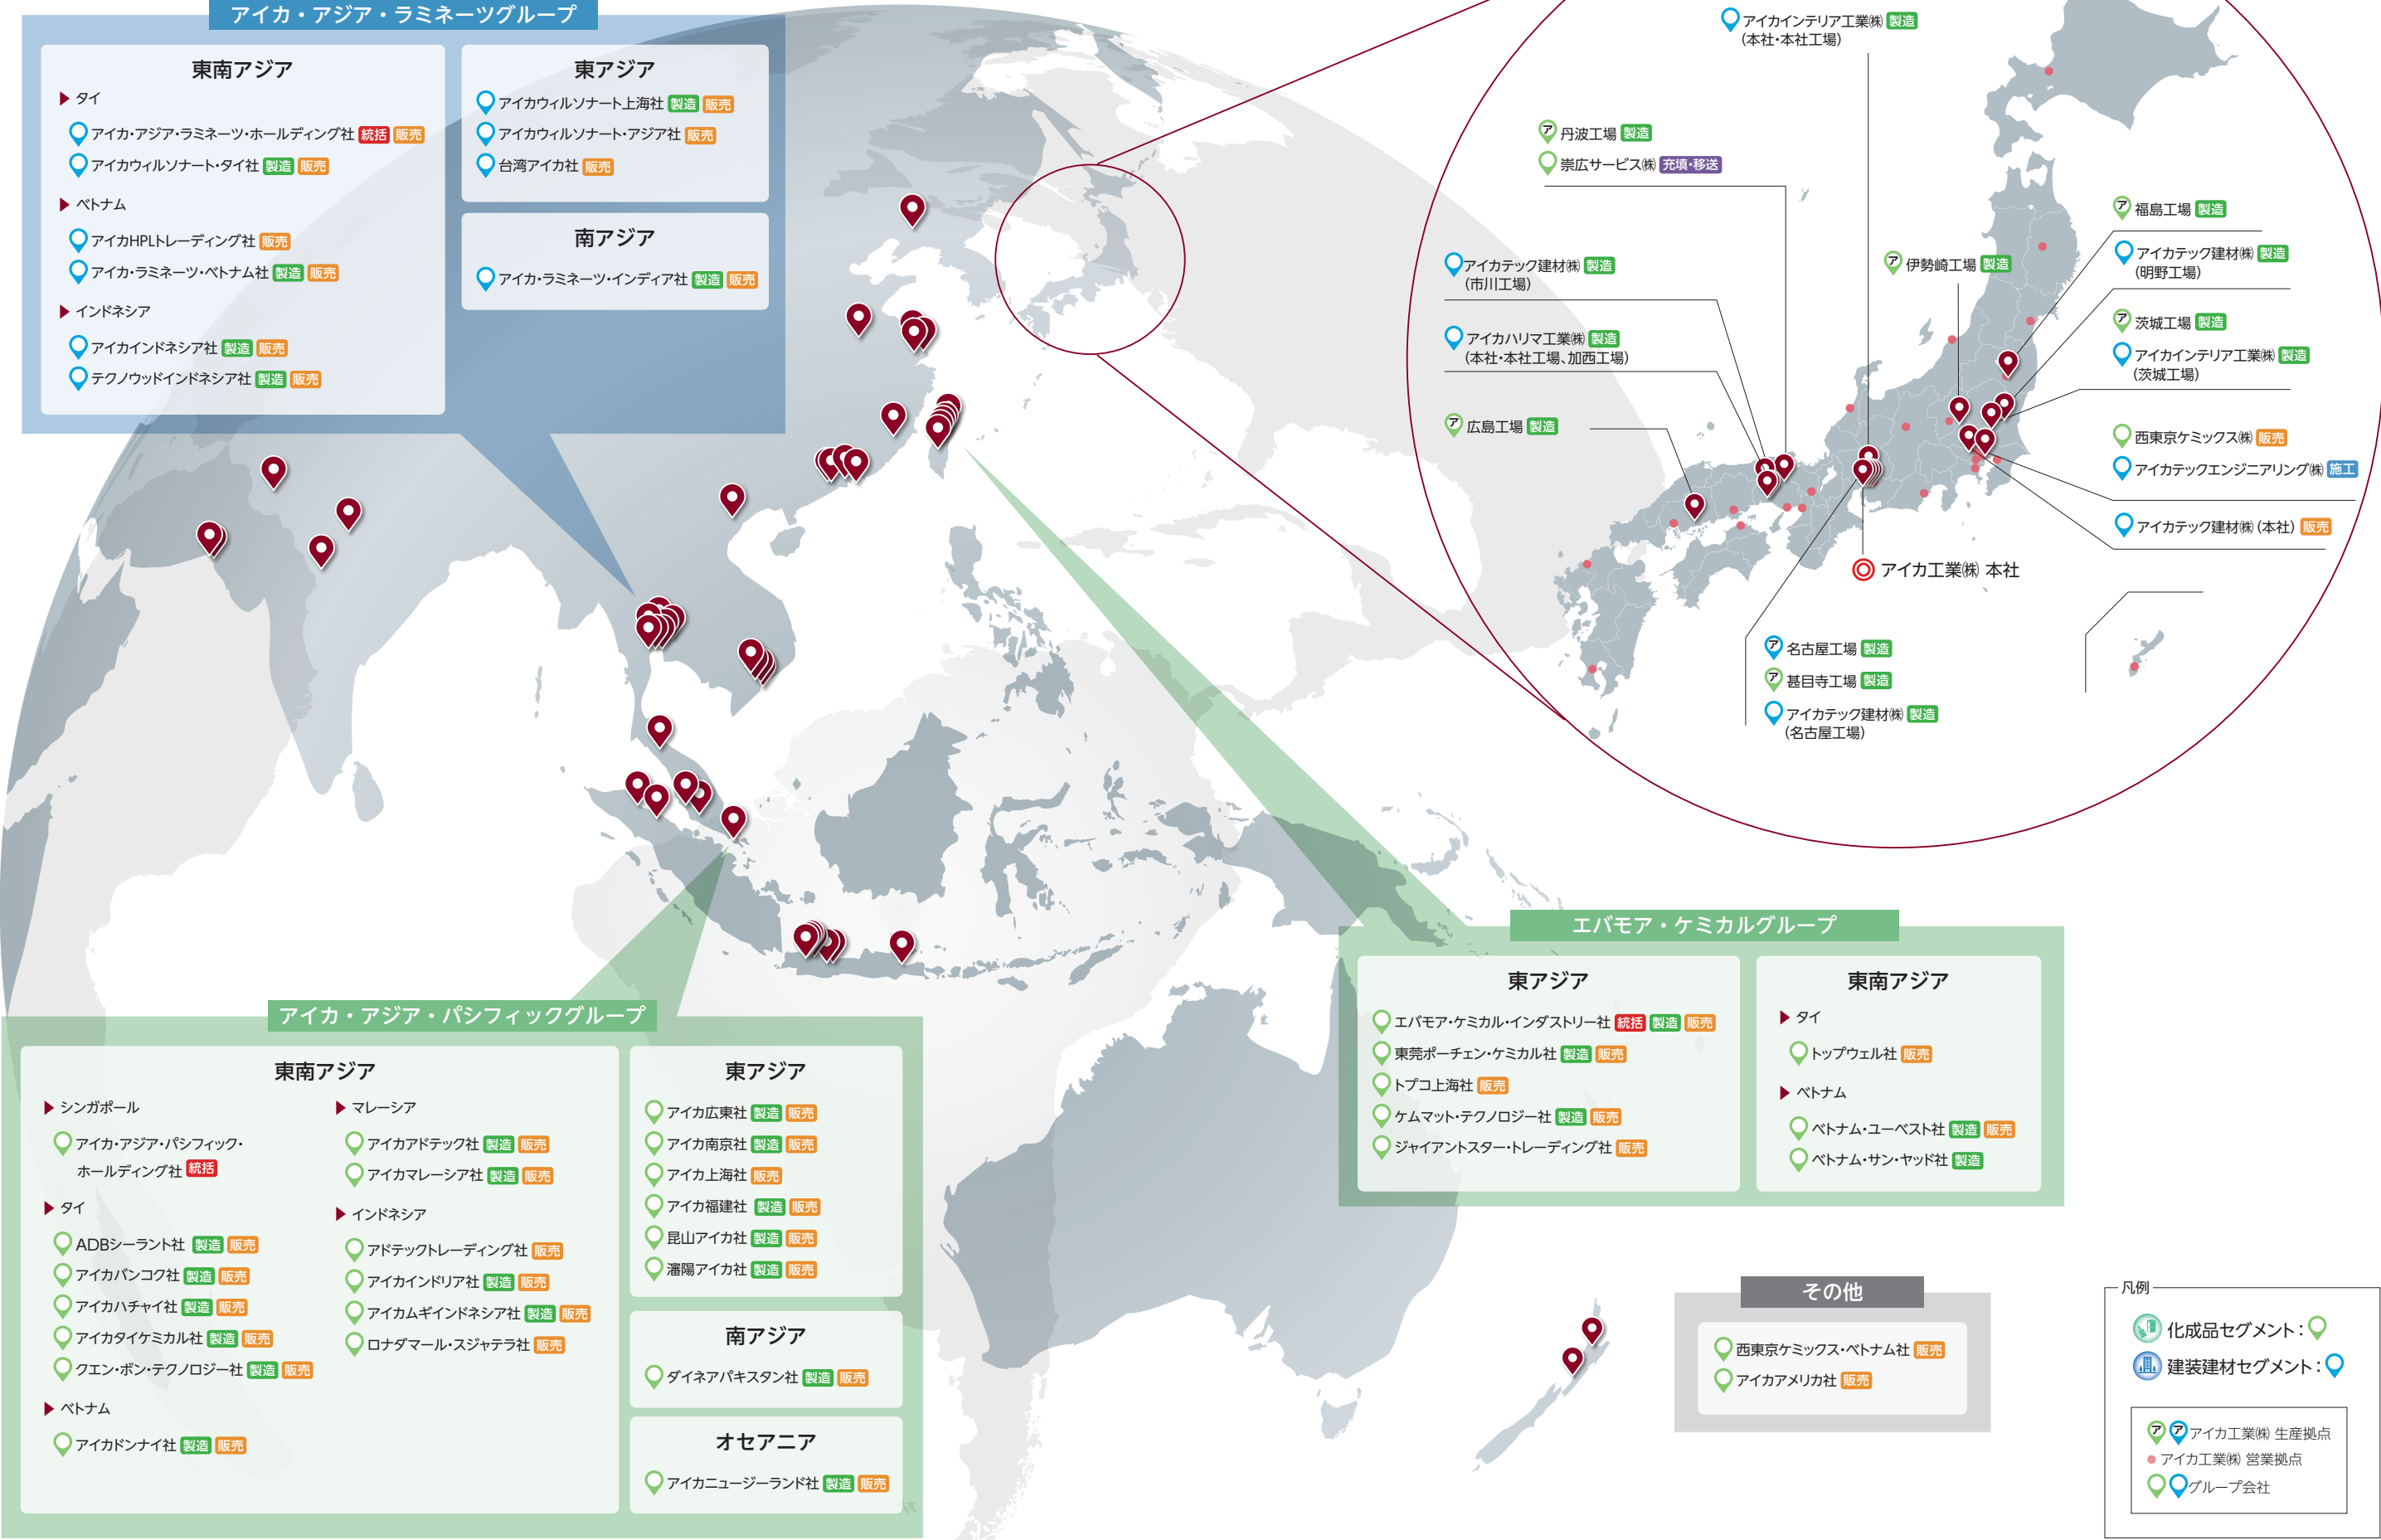 アイカ・アジア・ラミネーツグループ
東南アジア
タイ
アイカ・アジア・ラミネーツ・ホールディング社 統括 販売
アイカウィルソナート・タイ社 製造 販売
ベトナム
アイカHPLトレーディング社 販売
アイカ・ラミネーツ・ベトナム社 製造 販売
インドネシア
アイカインドネシア社 製造 販売
テクノウッドインドネシア社 製造 販売
東アジア
アイカウィルソナート上海社 製造 販売
アイカウィルソナート・アジア社 販売
台湾アイカ社 販売
南アジア
アイカ・ラミネーツ・インディア社 製造 販売
アイカインテリア工業㈱ 製造
(本社・本社工場)
ア 丹波工場 製造
崇広サービス㈱ 充填・移送
アイカテック建材㈱ 製造
(市川工場)
アイカハリマ工業㈱ 製造
(本社・本社工場、加西工場)
ア 広島工場 製造
ア 伊勢崎工場 製造
ア 福島工場 製造
アイカテック建材㈱ 製造
(明野工場)
ア 茨城工場 製造
アイカインテリア工業㈱ 製造
(茨城工場)
西東京ケミックス㈱ 販売
アイカテックエンジニアリング㈱ 施工
アイカテック建材㈱ (本社) 販売
アイカ工業㈱ 本社
ア 名古屋工場 製造
ア 甚目寺工場 製造
アイカテック建材㈱ 製造
(名古屋工場)
アイカ・アジア・パシフィックグループ
東南アジア
シンガポール
アイカ・アジア・パシフィック・
ホールディング社 統括
タイ
ADBシーラント社 製造 販売
アイカバンコク社 製造 販売
アイカハチャイ社 製造 販売
アイカタイケミカル社 製造 販売
クエン・ボン・テクノロジー社 製造 販売
ベトナム
アイカドンナイ社 製造 販売
マレーシア
アイカアドテック社 製造 販売
アイカマレーシア社 製造 販売
インドネシア
アドテックトレーディング社 販売
アイカインドリア社 製造 販売
アイカムギインドネシア社 製造 販売
ロナダマール・スジャテラ社 販売
東アジア
アイカ広東社 製造 販売
アイカ南京社 製造 販売
アイカ上海社 販売
アイカ福建社 製造 販売
昆山アイカ社 製造 販売
瀋陽アイカ社 製造 販売
南アジア
ダイネアパキスタン社 製造 販売
オセアニア
アイカニュージーランド社 製造 販売
エバモア・ケミカルグループ
東アジア
エバモア・ケミカル・インダストリー社 統括 製造 販売
東莞ポーチェン・ケミカル社 製造 販売
トプコ上海社 販売
ケムマット・テクノロジー社 製造 販売
ジャイアントスター・トレーディング社 販売
東南アジア
タイ
トップウェル社 販売
ベトナム
ベトナム・ユーベスト社 製造 販売
ベトナム・サン・ヤッド社 製造
その他
西東京ケミックス・ベトナム社 販売
アイカアメリカ社 販売
凡例
化成品セグメント：
建装建材セグメント：
ア ア アイカ工業㈱ 生産拠点
アイカ工業㈱ 営業拠点
グループ会社